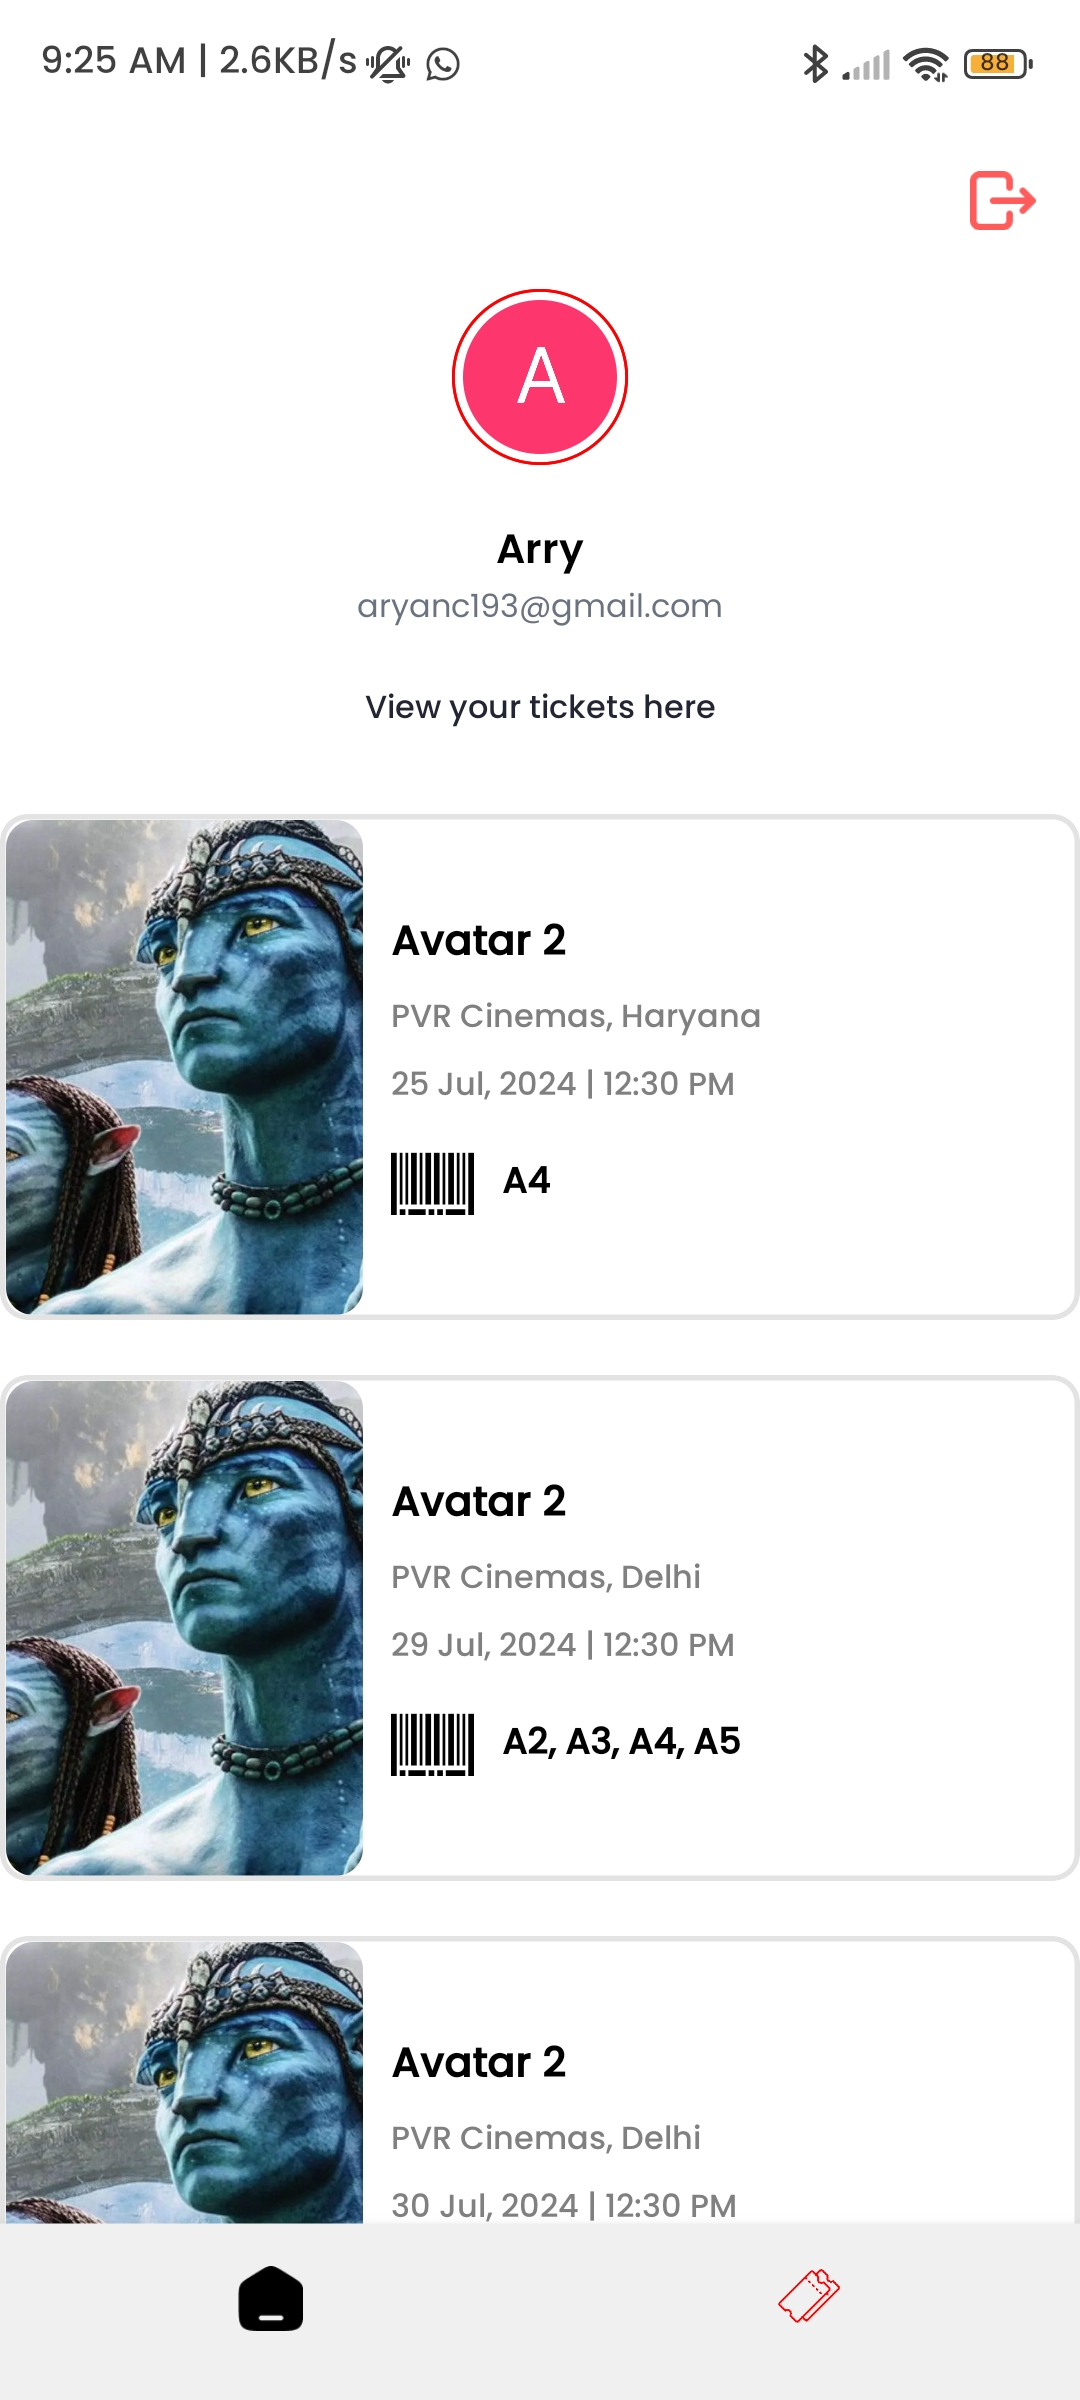 9:25 AM | 2.6KB/s
88
A
Arry
aryanc193@gmail.com
View your tickets here
Avatar 2
PVR Cinemas, Haryana
25 Jul, 2024 | 12:30 PM
A4
Avatar 2
PVR Cinemas, Delhi
29 Jul, 2024 | 12:30 PM
A2, A3, A4, A5
Avatar 2
PVR Cinemas, Delhi
30 Jul, 2024 | 12:30 PM